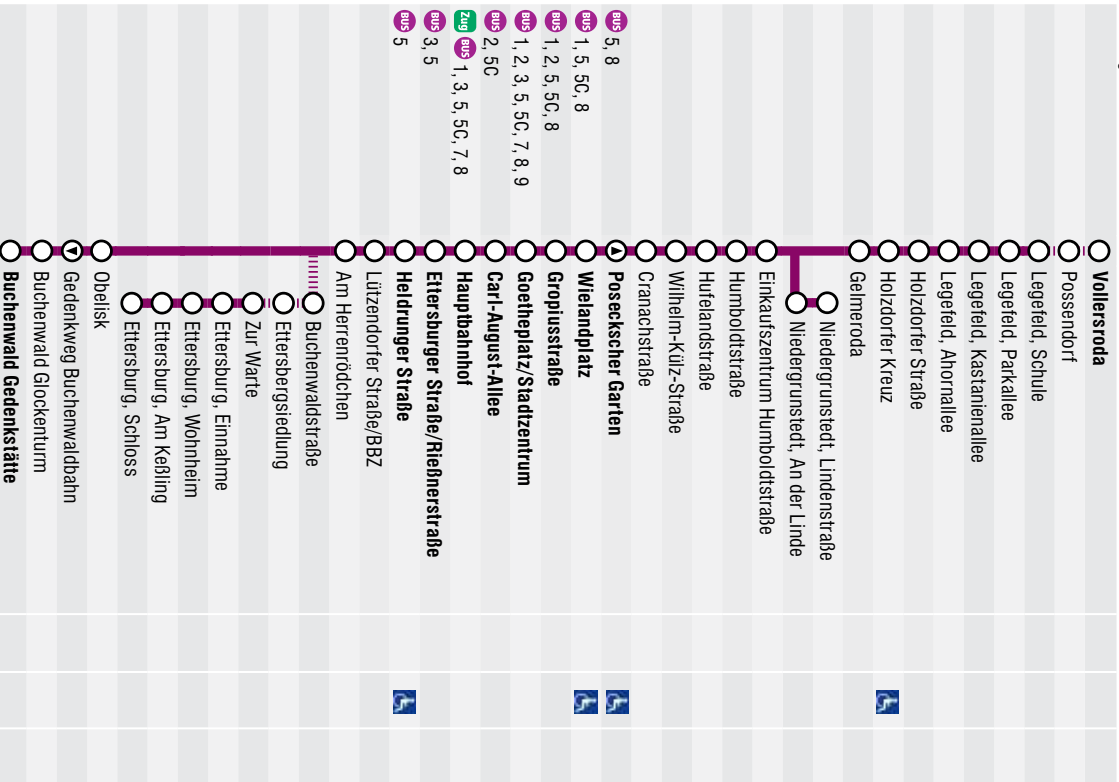 Vollersroda
Possendorf
Legefeld, Schule
Legefeld, Parkallee
Legefeld, Kastanienallee
Legefeld, Ahornallee
Holzdorfer Straße
Holzdorfer Kreuz
Gelmeroda
Niedergrunstedt, Lindenstraße
Niedergrunstedt, An der Linde
Einkaufszentrum Humboldtstraße
Humboldtstraße
Hufelandstraße
Wilhelm-Külz-Straße
Cranachstraße
BUS 5, 8 Poseckscher Garten
BUS 1, 5, 5C, 8 Wielandplatz
BUS 1, 2, 5, 5C, 8 Gropiusstraße
BUS 1, 2, 3, 5, 5C, 7, 8, 9 Goetheplatz/Stadtzentrum
BUS 2, 5C Carl-August-Allee
Zug BUS 1, 3, 5, 5C, 7, 8 Hauptbahnhof
BUS 3, 5 Ettersburger Straße/Rießnerstraße
BUS 5 Heldrunger Straße
Lützendorfer Straße/BBZ
Am Herrenrödchen
Buchenwaldstraße
Ettersbergsiedlung
Zur Warte
Ettersburg, Einnahme
Ettersburg, Wohnheim
Ettersburg, Am Keßling
Ettersburg, Schloss
Obelisk
Gedenkweg Buchenwaldbahn
Buchenwald Glockenturm
Buchenwald Gedenkstätte